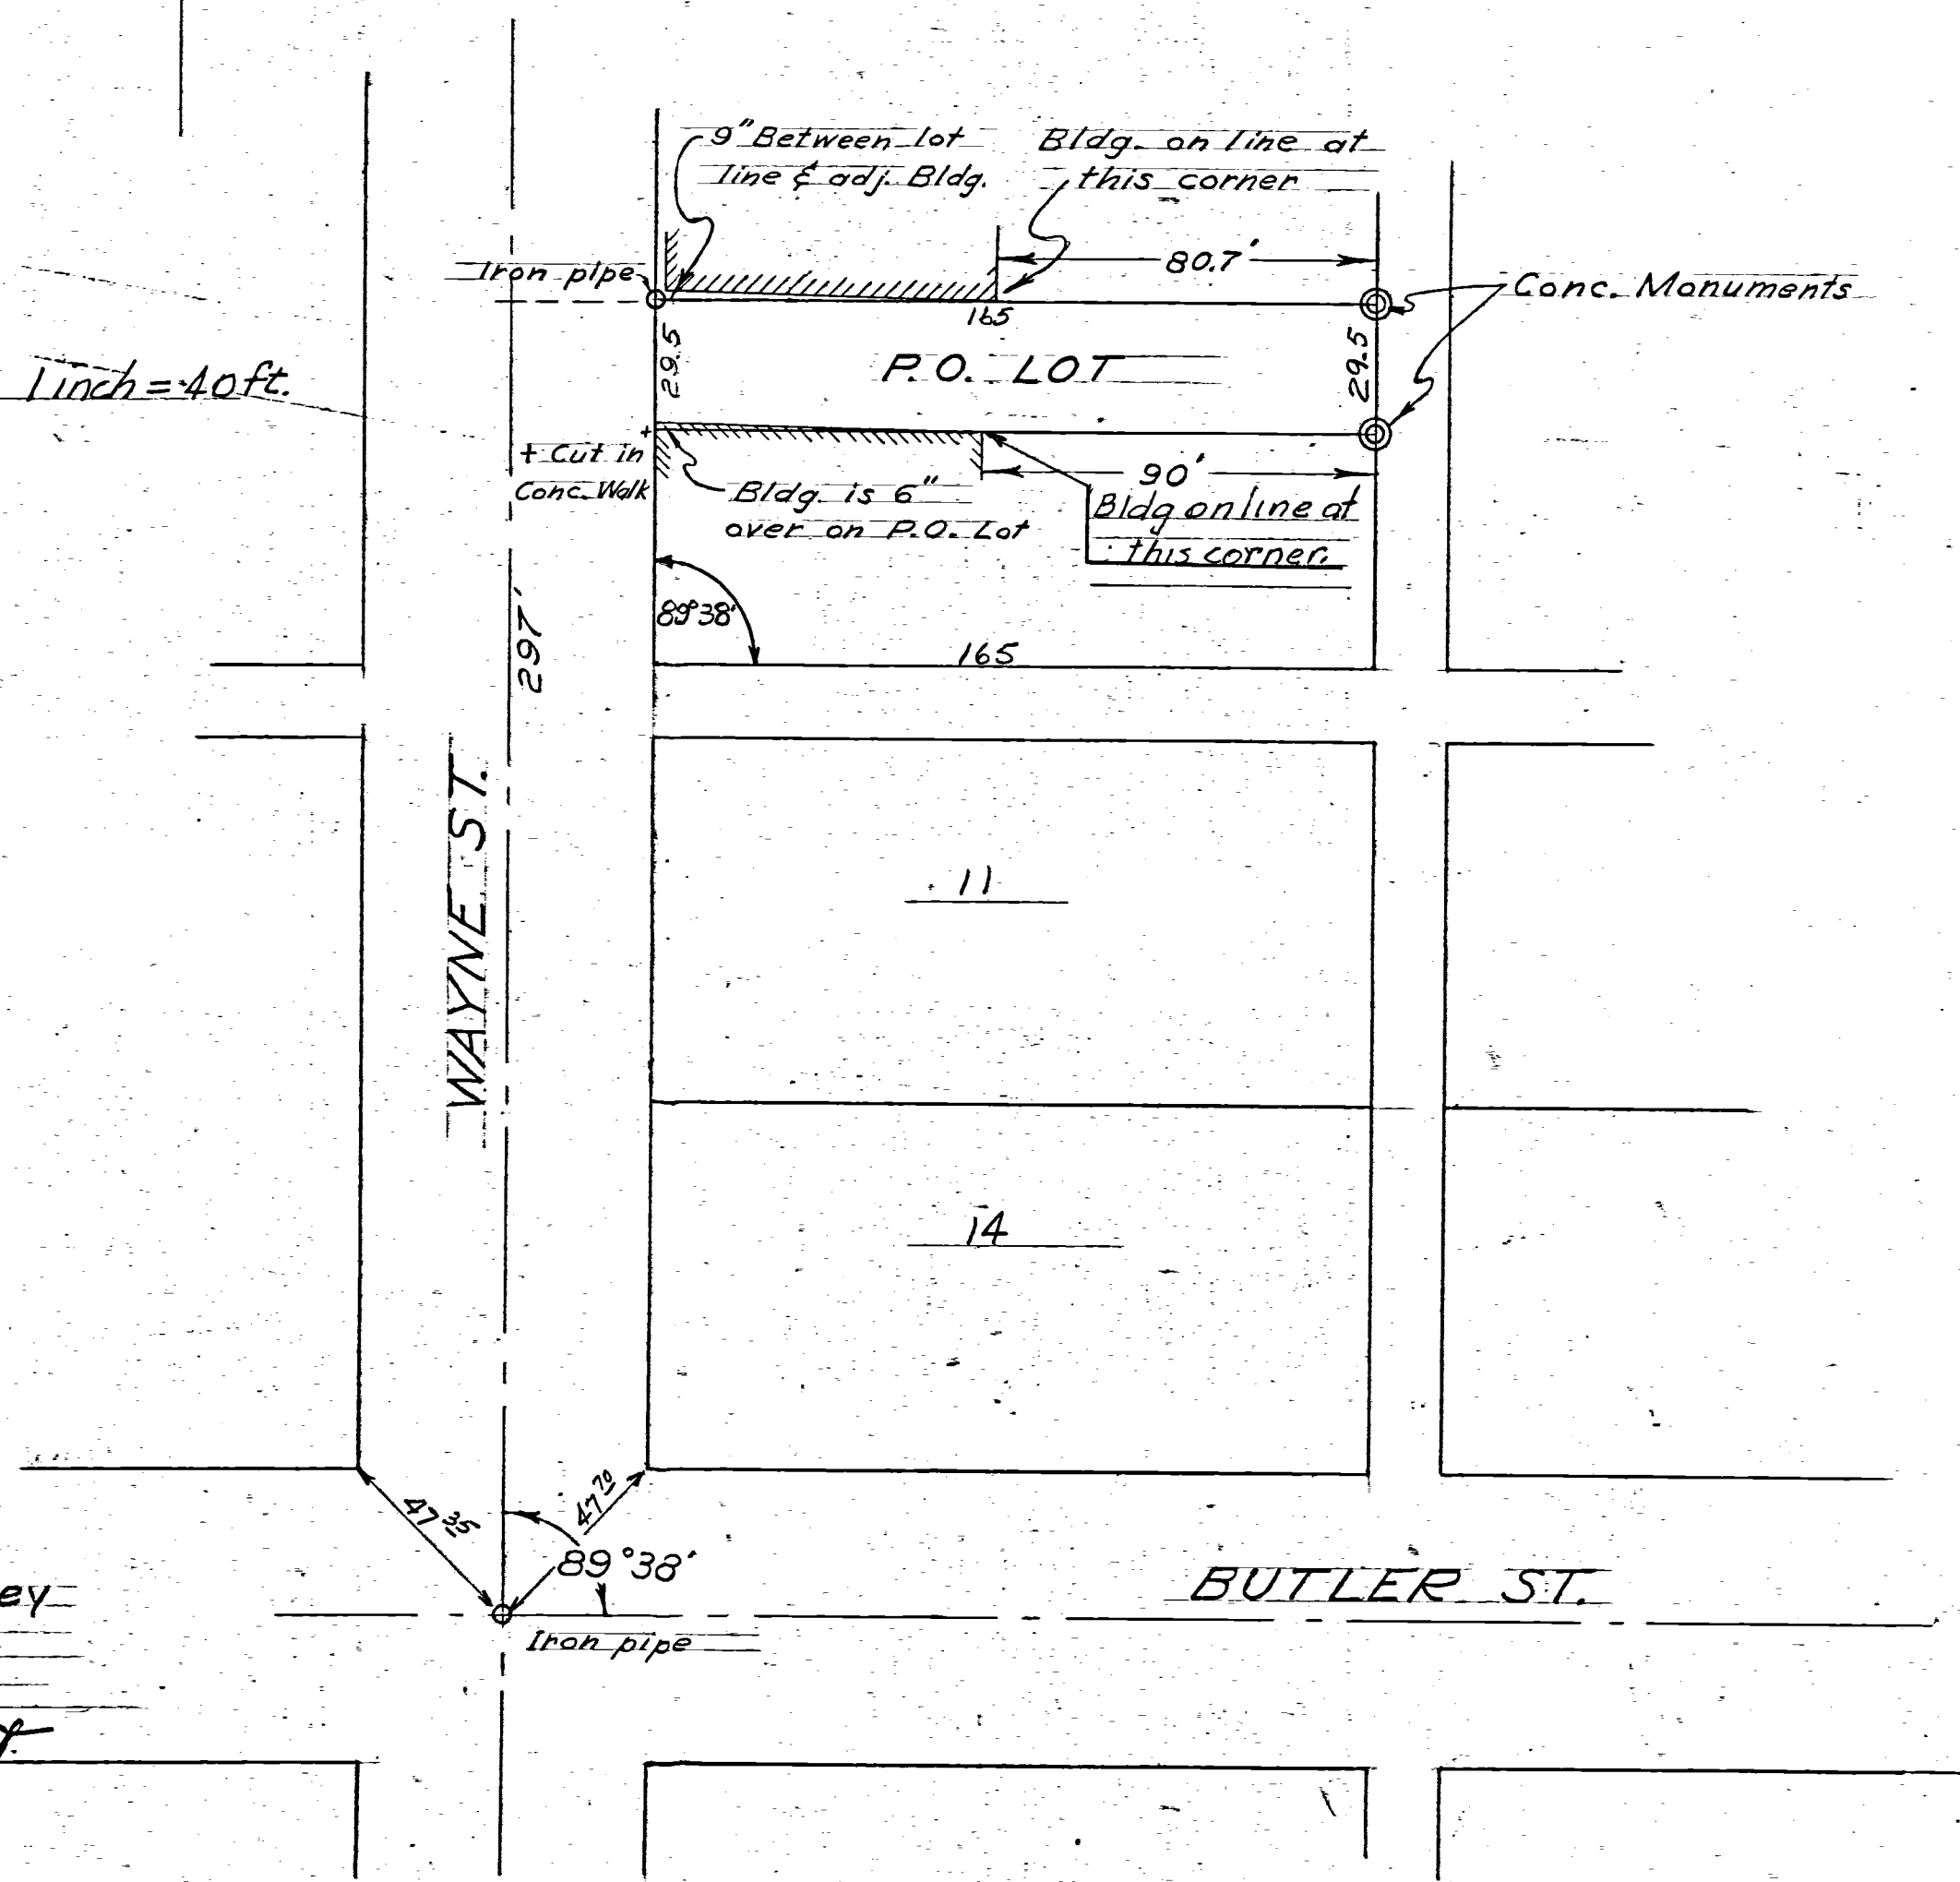 9" Between lot
line & adj. Bldg.
Bldg. on line at
this corner
Iron pipe
80.7'
Conc. Monuments
165
29.5
P.O. LOT
29.5
1 inch = 40 ft.
+ Cut in
Conc. Walk
Bldg. is 6"
over on P.O. Lot
90'
Bldg on line at
this corner.
297'
89°38'
165
WAYNE ST.
11
14
47 35
47 70
89°38'
BUTLER ST.
Iron pipe